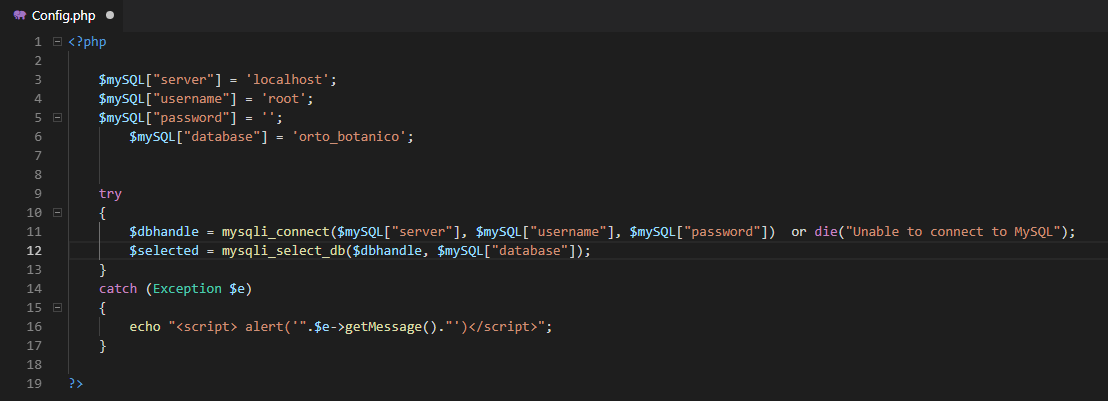 Config.php
1 <?php
2
3 $mySQL["server"] = 'localhost';
4 $mySQL["username"] = 'root';
5 $mySQL["password"] = '';
6 $mySQL["database"] = 'orto_botanico';
7
8
9 try
10 {
11 $dbhandle = mysqli_connect($mySQL["server"], $mySQL["username"], $mySQL["password"])  or die("Unable to connect to MySQL");
12 $selected = mysqli_select_db($dbhandle, $mySQL["database"]);
13 }
14 catch (Exception $e)
15 {
16 echo "<script> alert('".$e->getMessage()."')</script>";
17 }
18
19 ?>